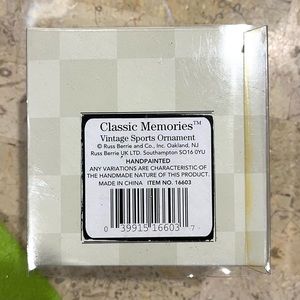 Classic Memories™
Vintage Sports Ornament
© Russ Berrie and Co., Inc. Oakland, NJ
Russ Berrie UK LTD. Southampton SO16 0YU
HANDPAINTED
ANY VARIATIONS ARE CHARACTERISTIC OF
THE HANDMADE NATURE OF THIS PRODUCT.
MADE IN CHINA ITEM NO. 16603
0 39915 16603 7